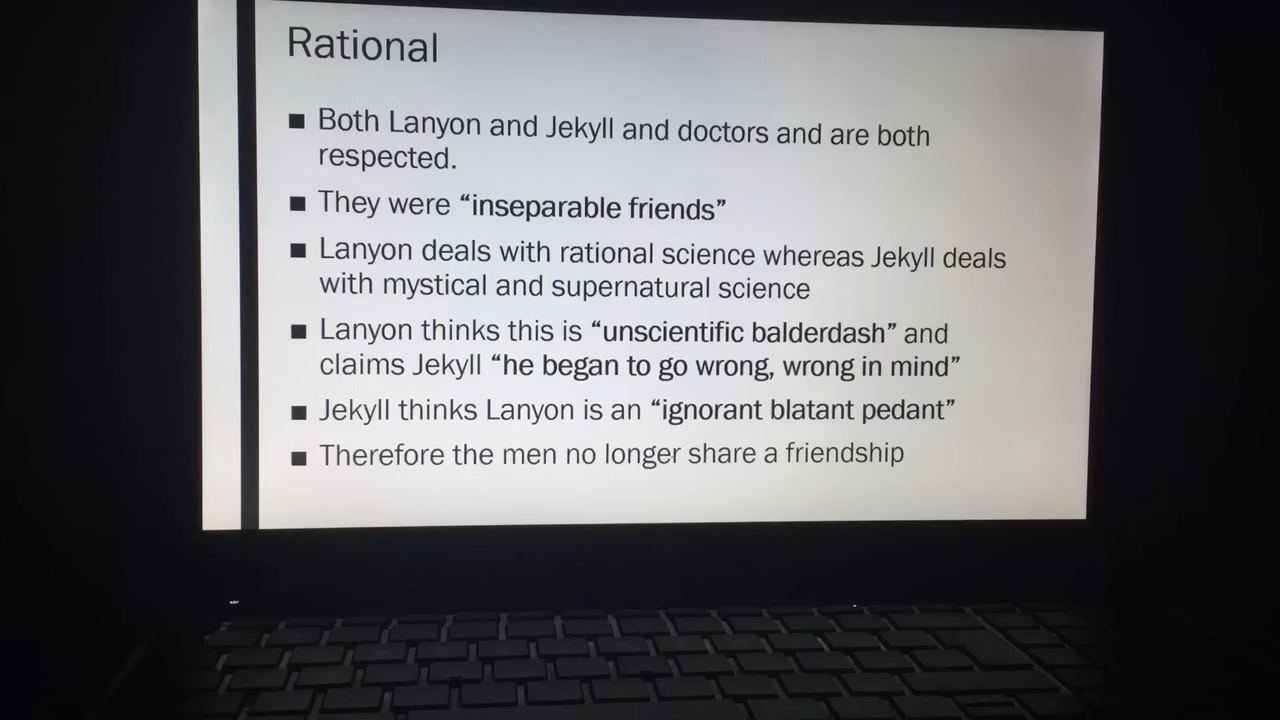 Rational
■ Both Lanyon and Jekyll and doctors and are both
respected.
■ They were “inseparable friends”
■ Lanyon deals with rational science whereas Jekyll deals
with mystical and supernatural science
■ Lanyon thinks this is “unscientific balderdash” and
claims Jekyll “he began to go wrong, wrong in mind”
■ Jekyll thinks Lanyon is an “ignorant blatant pedant”
■ Therefore the men no longer share a friendship